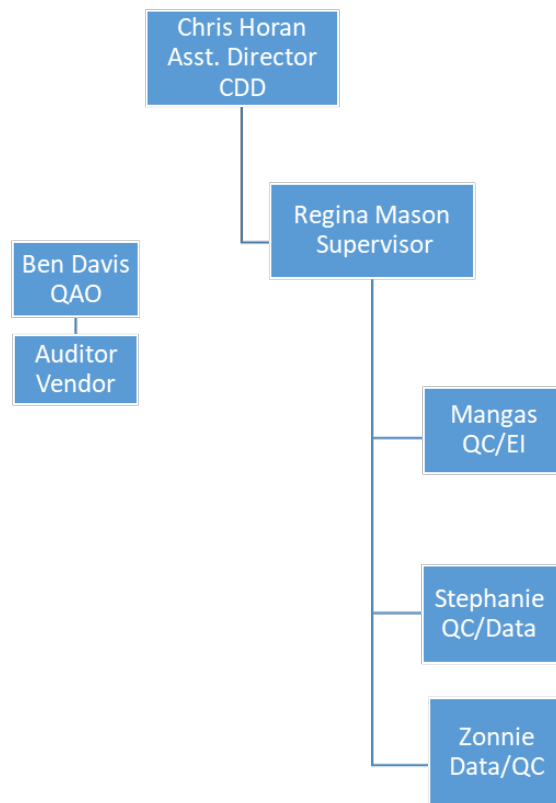 Chris Horan
Asst. Director
CDD
Regina Mason
Supervisor
Ben Davis
QAO
Auditor
Vendor
Mangas
QC/EI
Stephanie
QC/Data
Zonnie
Data/QC